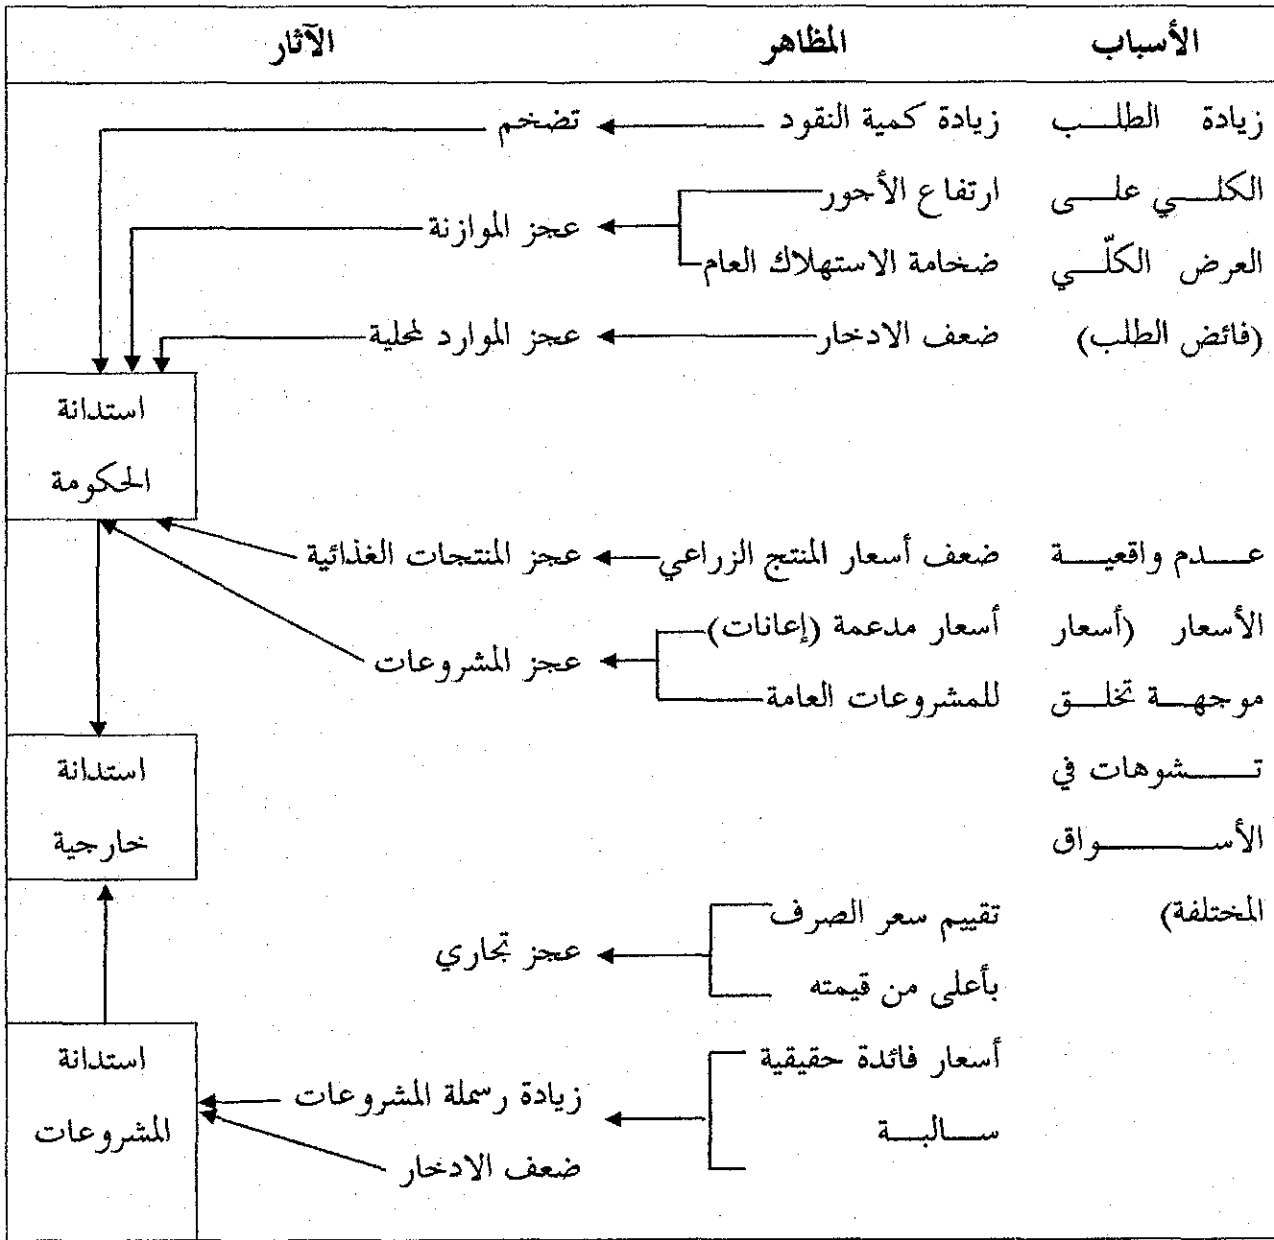 الأسباب المظاهر الآثار
زيادة الطلب زيادة كمية النقود تضخم
الكلي على ارتفاع الأجور
عجز الموازنة
العرض الكلّي ضخامة الاستهلاك العام
(فائض الطلب) ضعف الادخار عجز الموارد لمحلية
استدانة
الحكومة
عدم واقعية ضعف أسعار المنتج الزراعي عجز المنتجات الغذائية
الأسعار (أسعار أسعار مدعمة (إعانات)
عجز المشروعات
موجهة تخلق للمشروعات العامة
تشوهات في استدانة
الأسواق خارجية
المختلفة) تقييم سعر الصرف
عجز تجاري
بأعلى من قيمته
أسعار فائدة حقيقية استدانة
زيادة رسملة المشروعات
سالبة المشروعات
ضعف الادخار